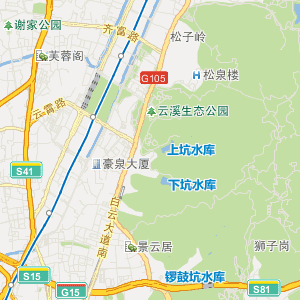 谢家公园
齐富路
松子岭
芙蓉阁
G105
松泉楼
云霄路
云溪生态公园
上坑水库
豪泉大厦
S41
下坑水库
白云大道南
景云居
狮子岗
S15
G15
锣鼓坑水库
S81